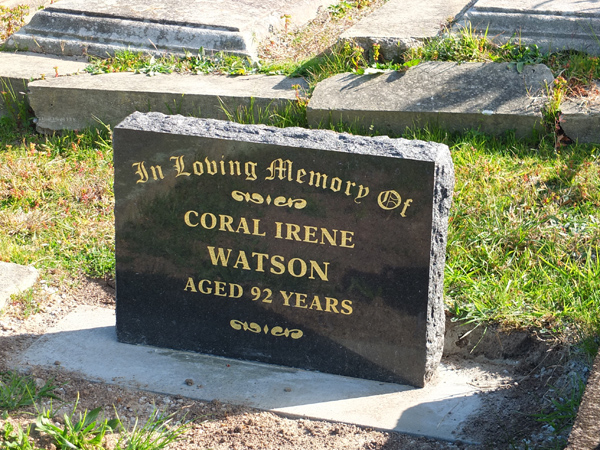 In Loving Memory Of
CORAL IRENE
WATSON
AGED 92 YEARS